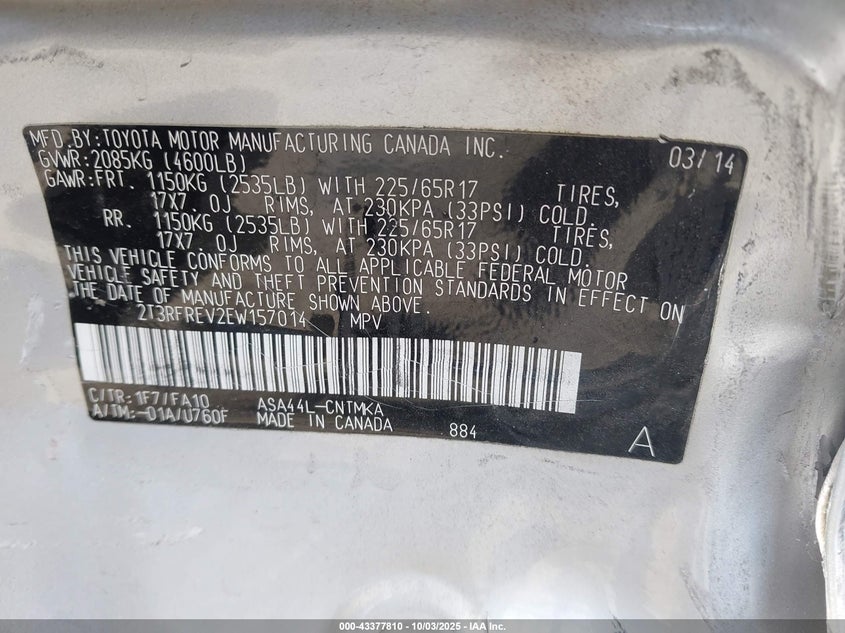 MFD.BY:TOYOTA MOTOR MANUFACTURING CANADA INC. 03/14
GVWR:2085KG (4600LB)
GAWR:FRT. 1150KG (2535LB) WITH 225/65R17 TIRES,
17X7.0J RIMS, AT 230KPA (33PSI) COLD.
RR. 1150KG (2535LB) WITH 225/65R17 TIRES,
17X7.0J RIMS, AT 230KPA (33PSI) COLD.
THIS VEHICLE CONFORMS TO ALL APPLICABLE FEDERAL MOTOR
VEHICLE SAFETY AND THEFT PREVENTION STANDARDS IN EFFECT ON
THE DATE OF MANUFACTURE SHOWN ABOVE.
2T3RFREV2EW157014 MPV
C/TR:1F7/FA10 ASA44L-CNTMKA
A/TM:-01A/U760F MADE IN CANADA 884 A
000-43377810 - 10/03/2025 - IAA Inc.